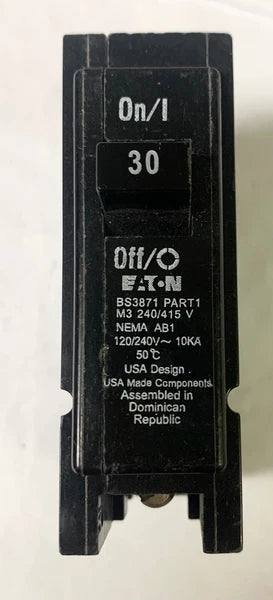 On/I
30
Off/O
EATON
BS3871 PART1
M3 240/415 V
NEMA AB1
120/240V~ 10KA
50℃
USA Design
USA Made Components
Assembled in
Dominican
Republic